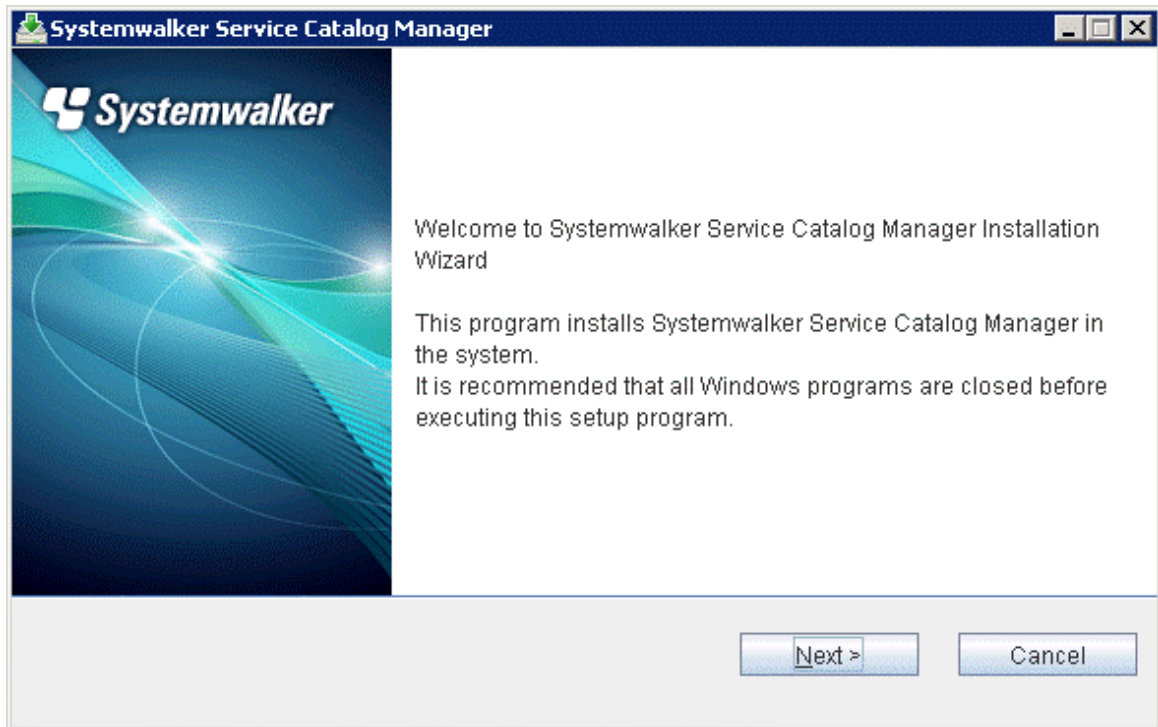 Systemwalker Service Catalog Manager
Systemwalker
Welcome to Systemwalker Service Catalog Manager Installation
Wizard
This program installs Systemwalker Service Catalog Manager in
the system.
It is recommended that all Windows programs are closed before
executing this setup program.
Next >
Cancel